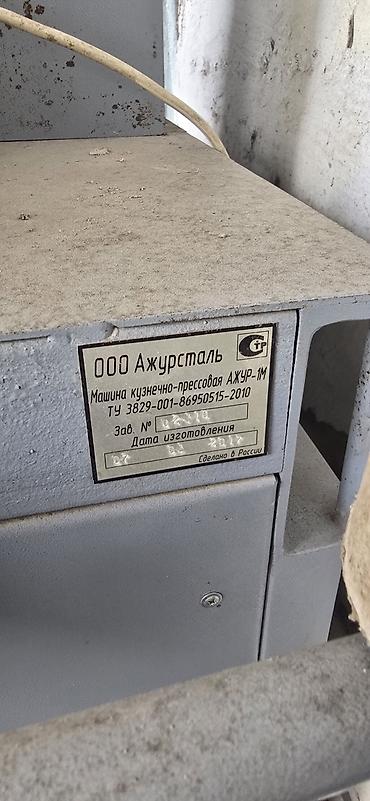 ООО Ажурсталь
Машина кузнечно-прессовая АЖУР-1М
ТУ 3829-001-86950515-2010
Зав. №
Дата изготовления
Сделано в России